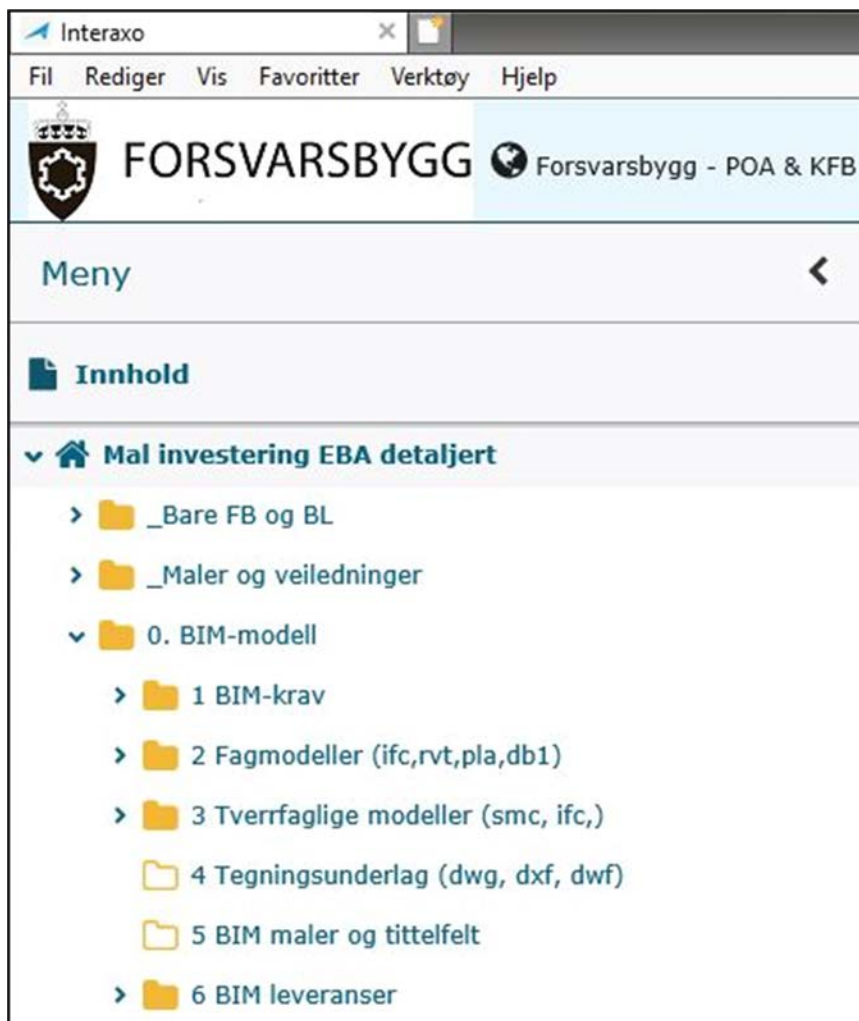 Interaxo
Fil Rediger Vis Favoritter Verktøy Hjelp
FORSVARSBYGG Forsvarsbygg - POA & KFB
Meny
Innhold
Mal investering EBA detaljert
_Bare FB og BL
_Maler og veiledninger
0. BIM-modell
1 BIM-krav
2 Fagmodeller (ifc,rvt,pla,db1)
3 Tverrfaglige modeller (smc, ifc,)
4 Tegningsunderlag (dwg, dxf, dwf)
5 BIM maler og tittelfelt
6 BIM leveranser